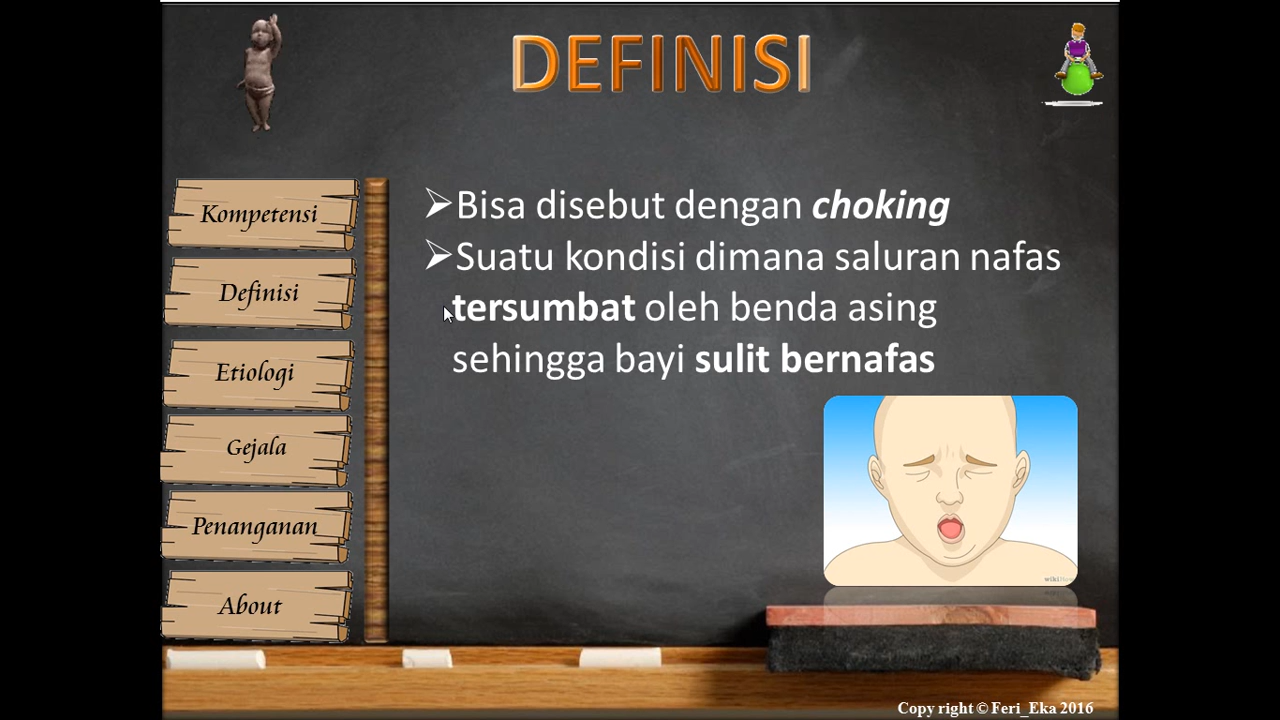 DEFINISI
Kompetensi
Definisi
Etiologi
Gejala
Penanganan
About
➢Bisa disebut dengan choking
➢Suatu kondisi dimana saluran nafas
tersumbat oleh benda asing
sehingga bayi sulit bernafas
Copy right © Feri_Eka 2016